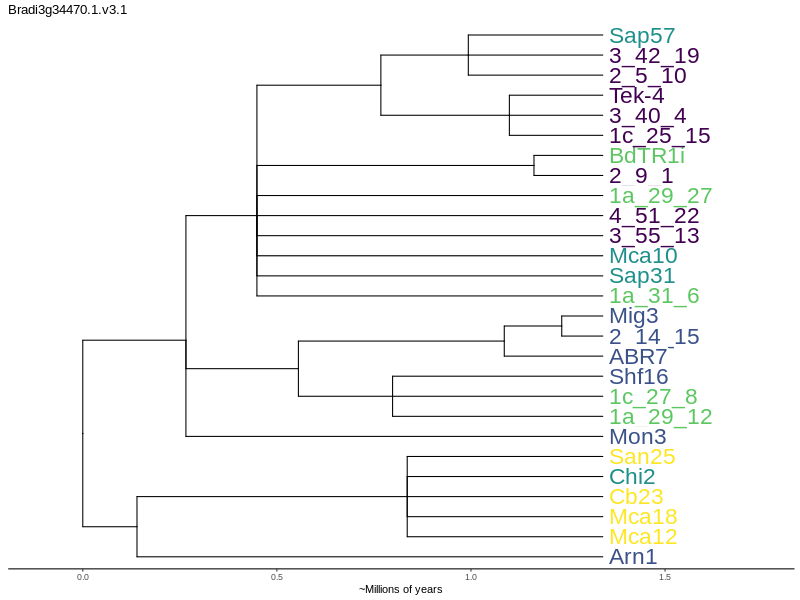 Bradi3g34470.1.v3.1
Sap57
3_42_19
2_5_10
Tek-4
3_40_4
1c_25_15
BdTR1i
2_9_1
1a_29_27
4_51_22
3_55_13
Mca10
Sap31
1a_31_6
Mig3
2_14_15
ABR7
Shf16
1c_27_8
1a_29_12
Mon3
San25
Chi2
Cb23
Mca18
Mca12
Arn1
0.0 0.5 1.0 1.5
~Millions of years